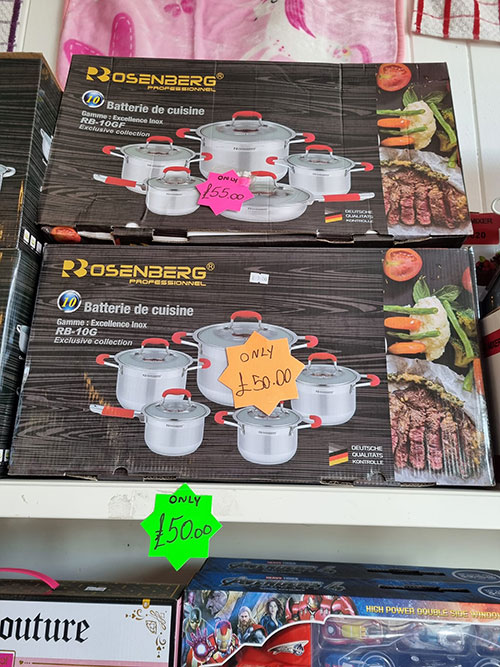 ROSENBERG®
PROFESSIONNEL
10 Batterie de cuisine
Gamme : Excellence Inox
RB-10GF
Exclusive collection
ONLY
£55.00
DEUTSCHE
QUALITÄTS
KONTROLLE
ROSENBERG®
PROFESSIONNEL
10 Batterie de cuisine
Gamme : Excellence Inox
RB-10G
Exclusive collection
ONLY
£50.00
DEUTSCHE
QUALITÄTS
KONTROLLE
ONLY
£50.00
outure
HIGH POWER DOUBLE SIDE WINDOW